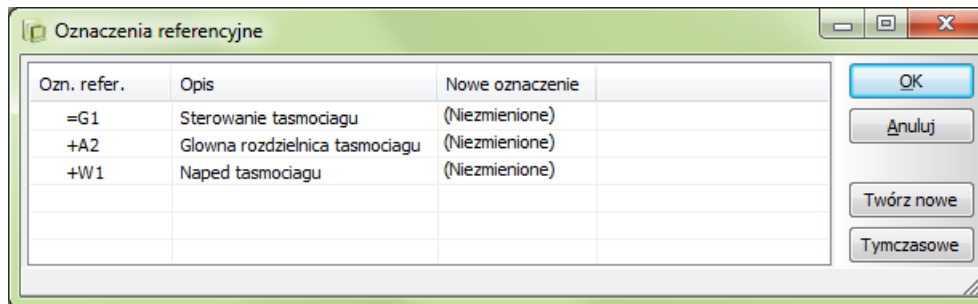 Oznaczenia referencyjne
Ozn. refer. Opis Nowe oznaczenie
=G1 Sterowanie tasmociagu (Niezmienione)
+A2 Glowna rozdzielnica tasmociagu (Niezmienione)
+W1 Naped tasmociagu (Niezmienione)
OK
Anuluj
Twórz nowe
Tymczasowe